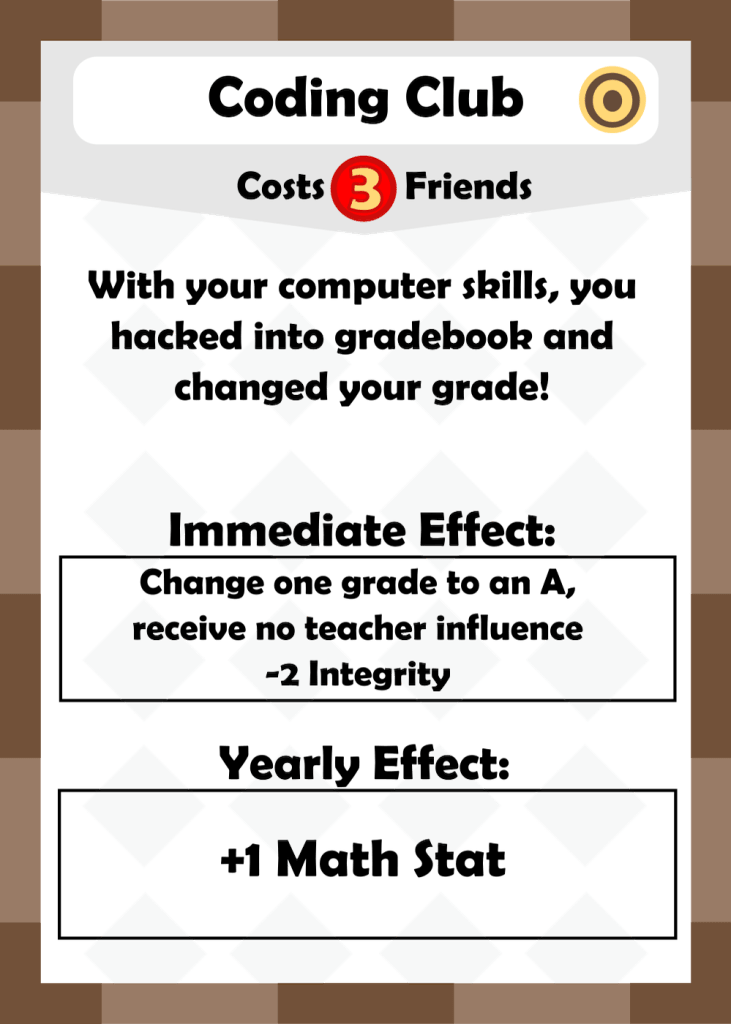 Coding Club
Costs 3 Friends
With your computer skills, you
hacked into gradebook and
changed your grade!
Immediate Effect:
Change one grade to an A,
receive no teacher influence
-2 Integrity
Yearly Effect:
+1 Math Stat